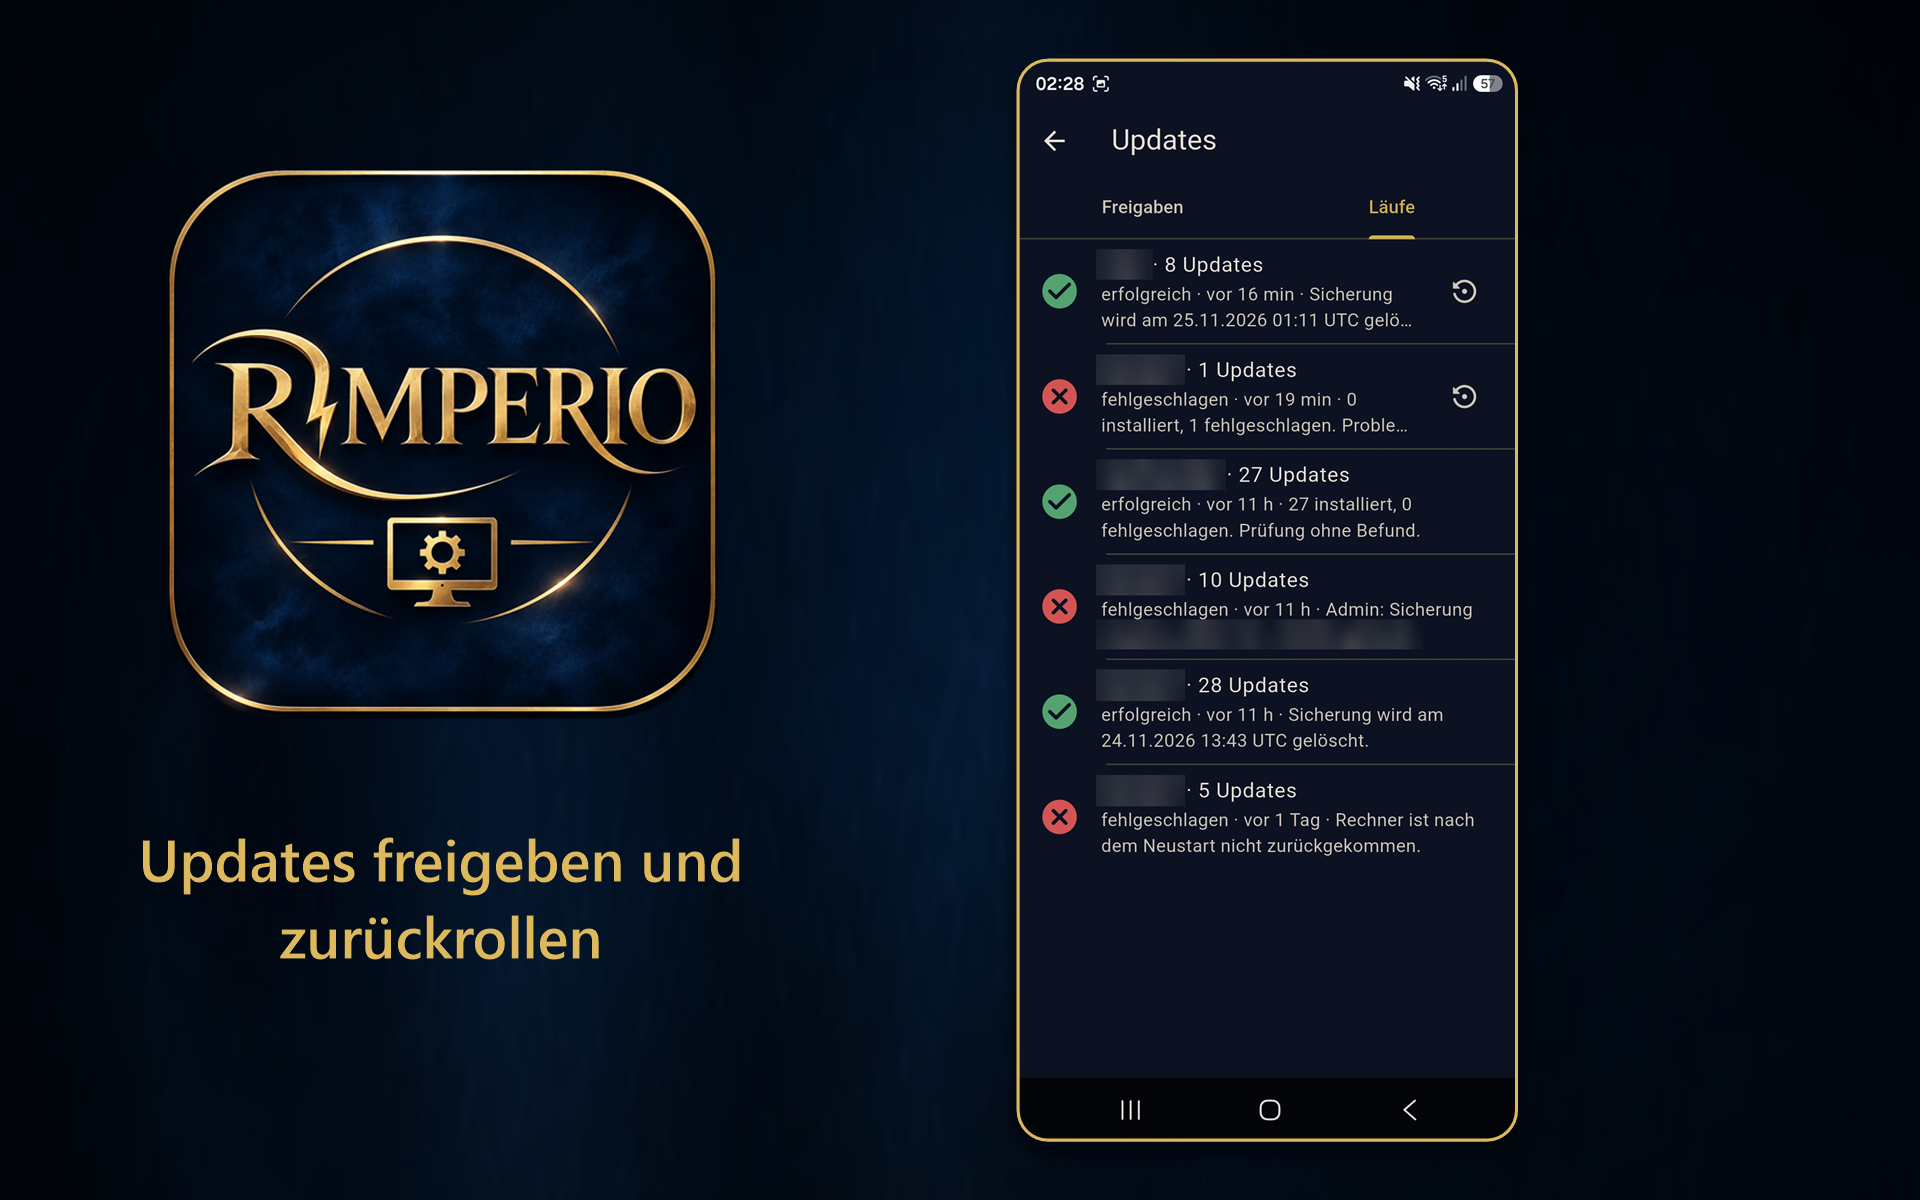 RIMPERIO
Updates freigeben und
zurückrollen
02:28
5
57
Updates
Freigaben
Läufe
· 8 Updates
erfolgreich · vor 16 min · Sicherung
wird am 25.11.2026 01:11 UTC gelö…
· 1 Updates
fehlgeschlagen · vor 19 min · 0
installiert, 1 fehlgeschlagen. Proble…
· 27 Updates
erfolgreich · vor 11 h · 27 installiert, 0
fehlgeschlagen. Prüfung ohne Befund.
· 10 Updates
fehlgeschlagen · vor 11 h · Admin: Sicherung
· 28 Updates
erfolgreich · vor 11 h · Sicherung wird am
24.11.2026 13:43 UTC gelöscht.
· 5 Updates
fehlgeschlagen · vor 1 Tag · Rechner ist nach
dem Neustart nicht zurückgekommen.